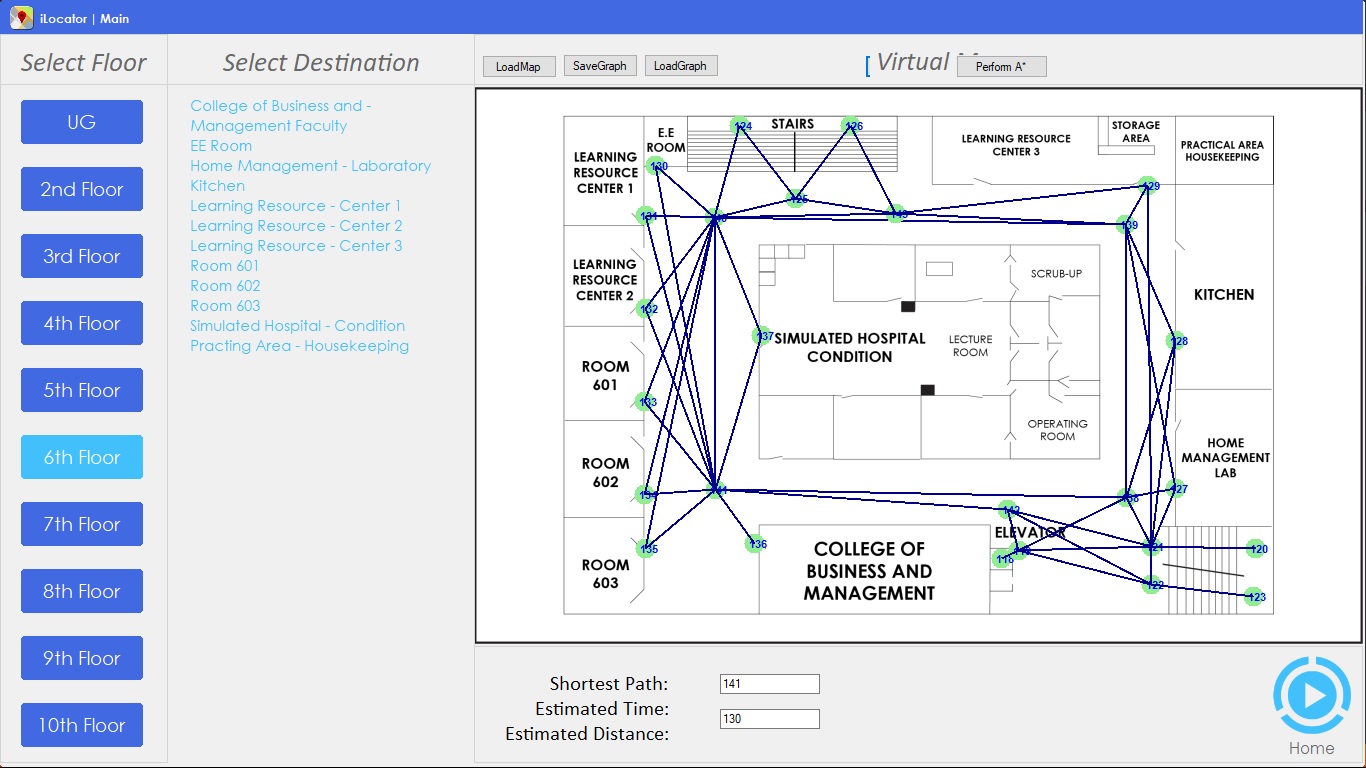 iLocator | Main
Select Floor
Select Destination
LoadMap
SaveGraph
LoadGraph
[ Virtual
Perform A*
UG
2nd Floor
3rd Floor
4th Floor
5th Floor
6th Floor
7th Floor
8th Floor
9th Floor
10th Floor
College of Business and -
Management Faculty
EE Room
Home Management - Laboratory
Kitchen
Learning Resource - Center 1
Learning Resource - Center 2
Learning Resource - Center 3
Room 601
Room 602
Room 603
Simulated Hospital - Condition
Practing Area - Housekeeping
124
STAIRS
126
E.E
ROOM
130
LEARNING
RESOURCE
CENTER 1
LEARNING RESOURCE
CENTER 3
STORAGE
AREA
PRACTICAL AREA
HOUSEKEEPING
129
125
131
139
LEARNING
RESOURCE
CENTER 2
132
SCRUB-UP
KITCHEN
137
SIMULATED HOSPITAL
CONDITION
LECTURE
ROOM
128
ROOM
601
133
OPERATING
ROOM
HOME
MANAGEMENT
LAB
ROOM
602
134
127
142
ELEVATOR
135
136
COLLEGE OF
BUSINESS AND
MANAGEMENT
121
120
122
123
ROOM
603
Shortest Path:
141
Estimated Time:
130
Estimated Distance:
Home